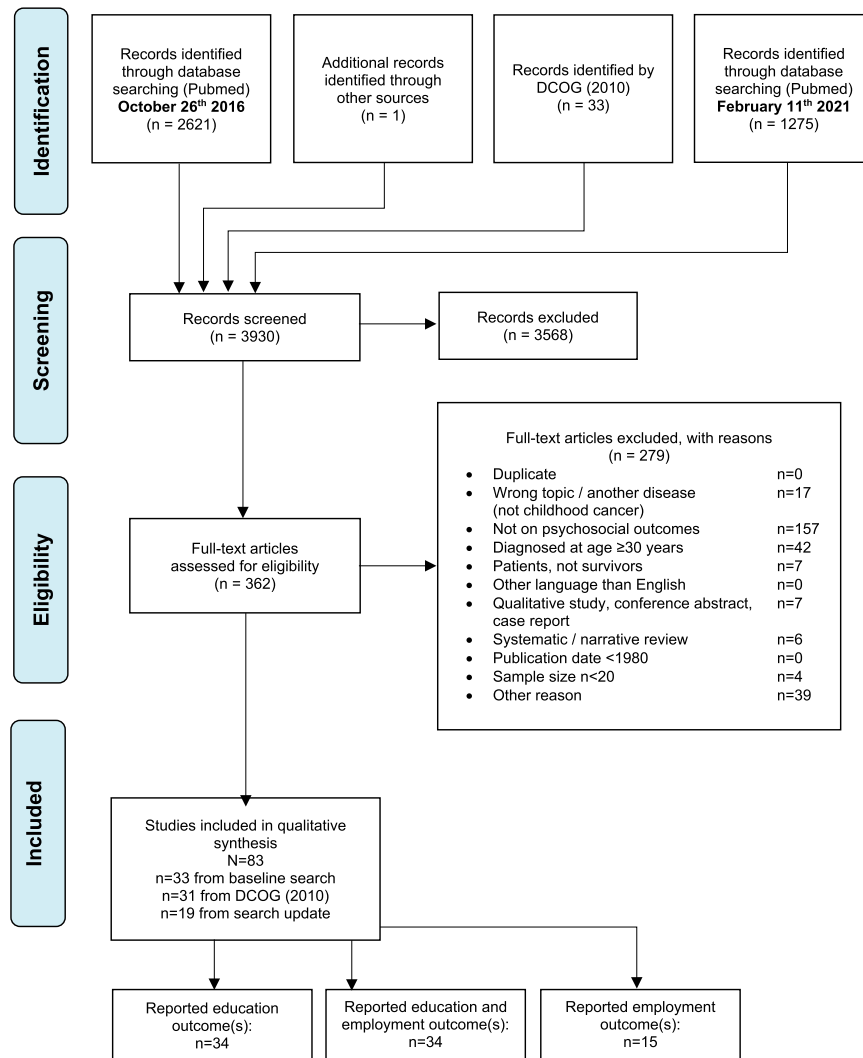 Identification
Records identified
through database
searching (Pubmed)
October 26th 2016
(n = 2621)
Additional records
identified through
other sources
(n = 1)
Records identified by
DCOG (2010)
(n = 33)
Records identified
through database
searching (Pubmed)
February 11th 2021
(n = 1275)
Screening
Records screened
(n = 3930)
Records excluded
(n = 3568)
Eligibility
Full-text articles
assessed for eligibility
(n = 362)
Full-text articles excluded, with reasons
(n = 279)
• Duplicate n=0
• Wrong topic / another disease n=17
(not childhood cancer)
• Not on psychosocial outcomes n=157
• Diagnosed at age ≥30 years n=42
• Patients, not survivors n=7
• Other language than English n=0
• Qualitative study, conference abstract, n=7
case report
• Systematic / narrative review n=6
• Publication date <1980 n=0
• Sample size n<20 n=4
• Other reason n=39
Included
Studies included in qualitative
synthesis
N=83
n=33 from baseline search
n=31 from DCOG (2010)
n=19 from search update
Reported education
outcome(s):
n=34
Reported education and
employment outcome(s):
n=34
Reported employment
outcome(s):
n=15